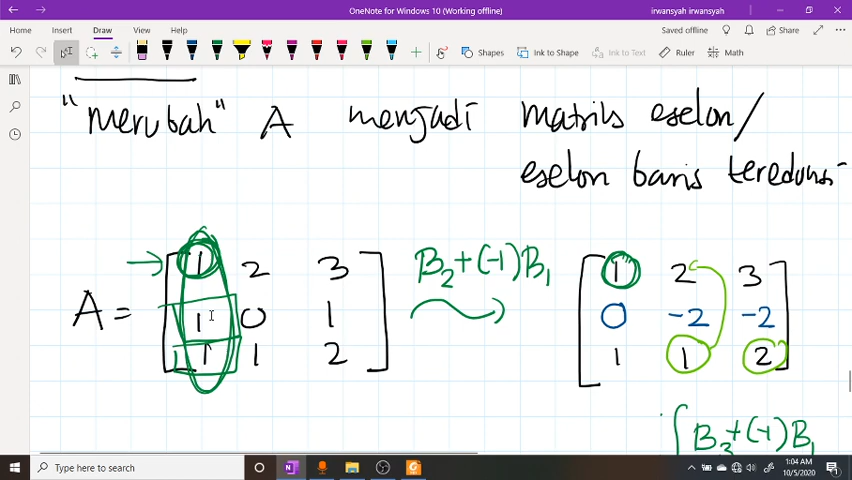 OneNote for Windows 10 (Working offline)
irwansyah irwansyah
Home Insert Draw View Help
Saved offline
Shapes Ink to Shape Ink to Text Ruler Math
"merubah" A menjadi matriks eselon/
eselon baris tereduksi
A = [ 1 2 3
1 0 1
1 1 2 ]
B₂+(-1)B₁
[ 1 2 3
0 -2 -2
1 1 2 ]
B₃+(-1)B₁
Type here to search
1:04 AM
10/5/2020